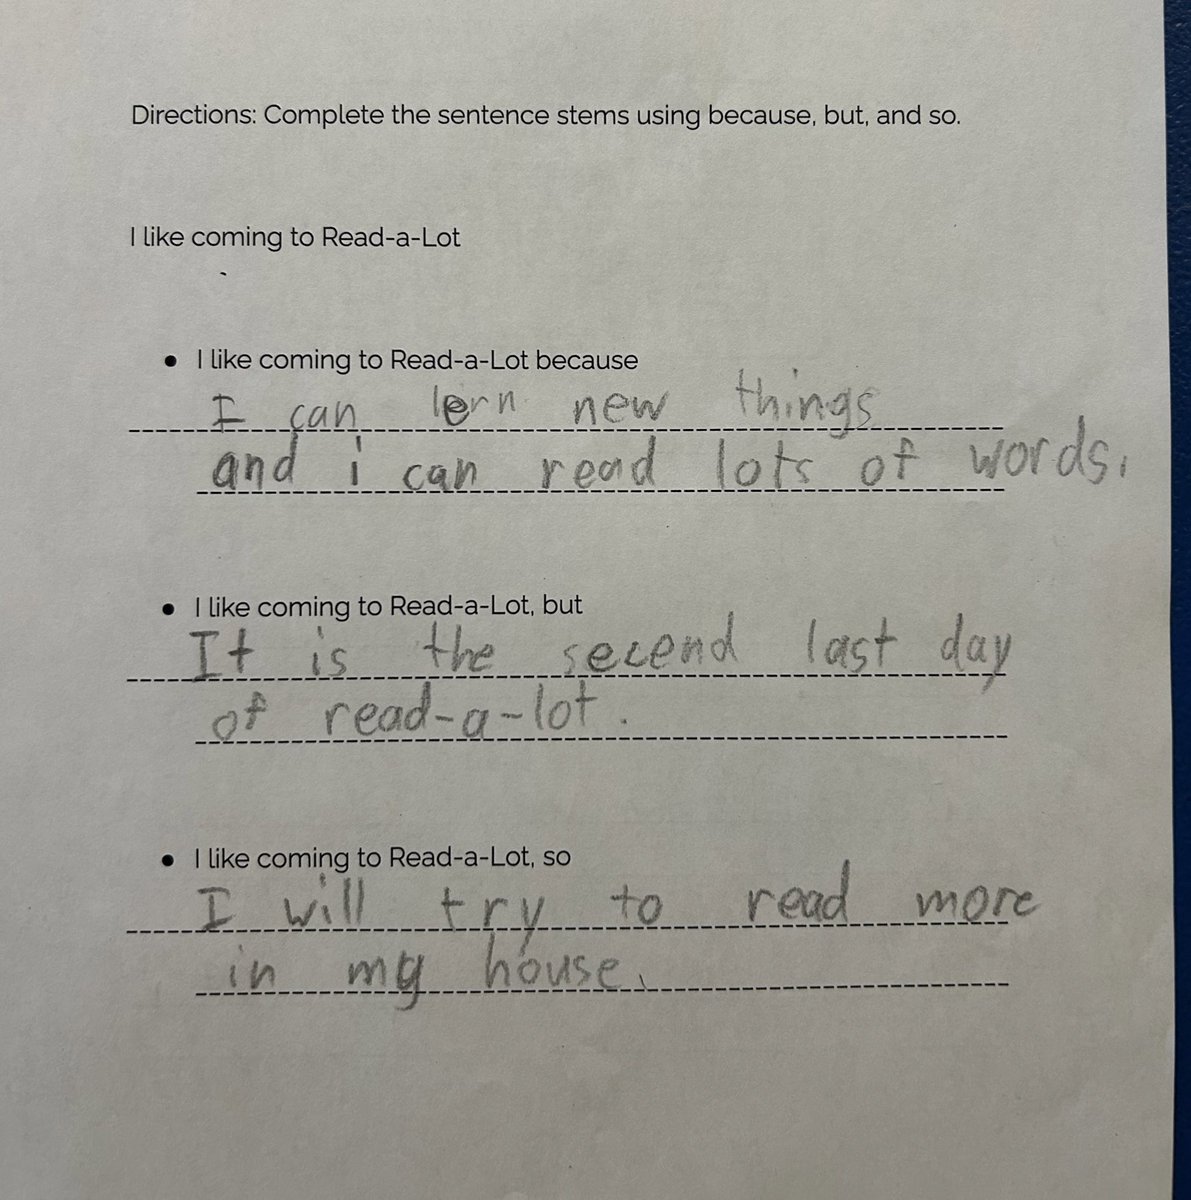 Directions: Complete the sentence stems using because, but, and so.
I like coming to Read-a-Lot
● I like coming to Read-a-Lot because
I can lern new things
and i can read lots of words.
● I like coming to Read-a-Lot, but
It is the secend last day
of read-a-lot.
● I like coming to Read-a-Lot, so
I will try to read more
in my house.